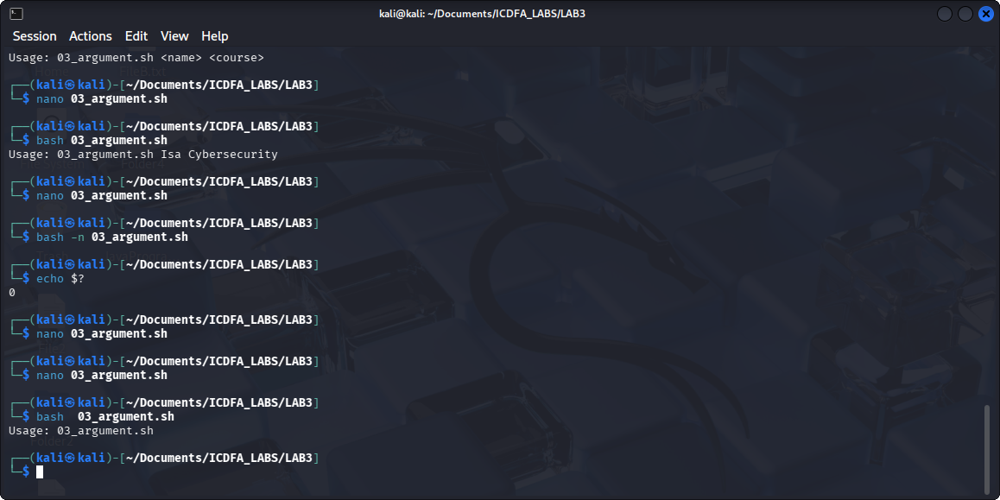 kali@kali: ~/Documents/ICDFA_LABS/LAB3
Session Actions Edit View Help
Usage: 03_argument.sh <name> <course>
┌──(kali㉿kali)-[~/Documents/ICDFA_LABS/LAB3]
└─$ nano 03_argument.sh
┌──(kali㉿kali)-[~/Documents/ICDFA_LABS/LAB3]
└─$ bash 03_argument.sh
Usage: 03_argument.sh Isa Cybersecurity
┌──(kali㉿kali)-[~/Documents/ICDFA_LABS/LAB3]
└─$ nano 03_argument.sh
┌──(kali㉿kali)-[~/Documents/ICDFA_LABS/LAB3]
└─$ bash -n 03_argument.sh
┌──(kali㉿kali)-[~/Documents/ICDFA_LABS/LAB3]
└─$ echo $?
0
┌──(kali㉿kali)-[~/Documents/ICDFA_LABS/LAB3]
└─$ nano 03_argument.sh
┌──(kali㉿kali)-[~/Documents/ICDFA_LABS/LAB3]
└─$ nano 03_argument.sh
┌──(kali㉿kali)-[~/Documents/ICDFA_LABS/LAB3]
└─$ bash  03_argument.sh
Usage: 03_argument.sh
┌──(kali㉿kali)-[~/Documents/ICDFA_LABS/LAB3]
└─$